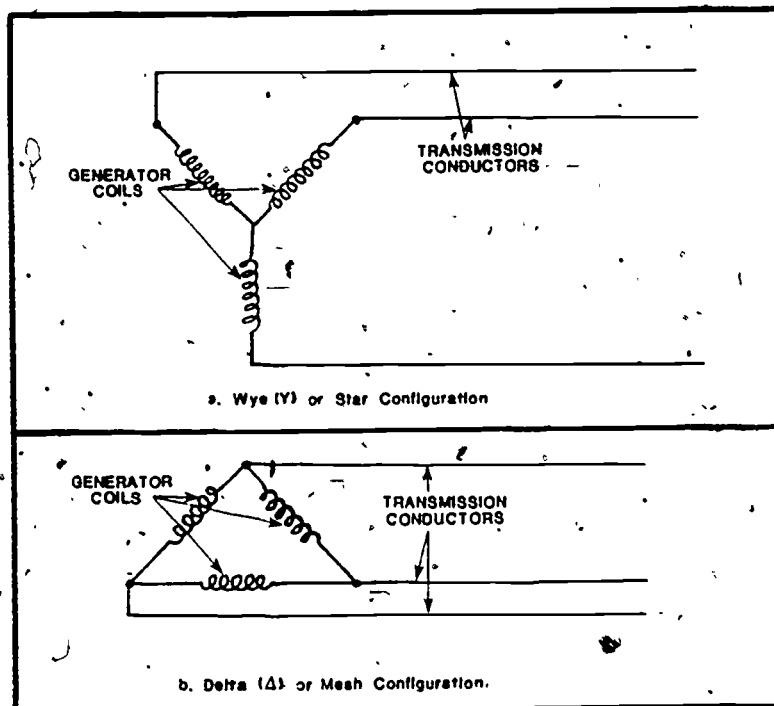 TRANSMISSION
CONDUCTORS
GENERATOR
COILS
a. Wye (Y) or Star Configuration
GENERATOR
COILS
TRANSMISSION
CONDUCTORS
b. Delta (Δ) or Mesh Configuration.